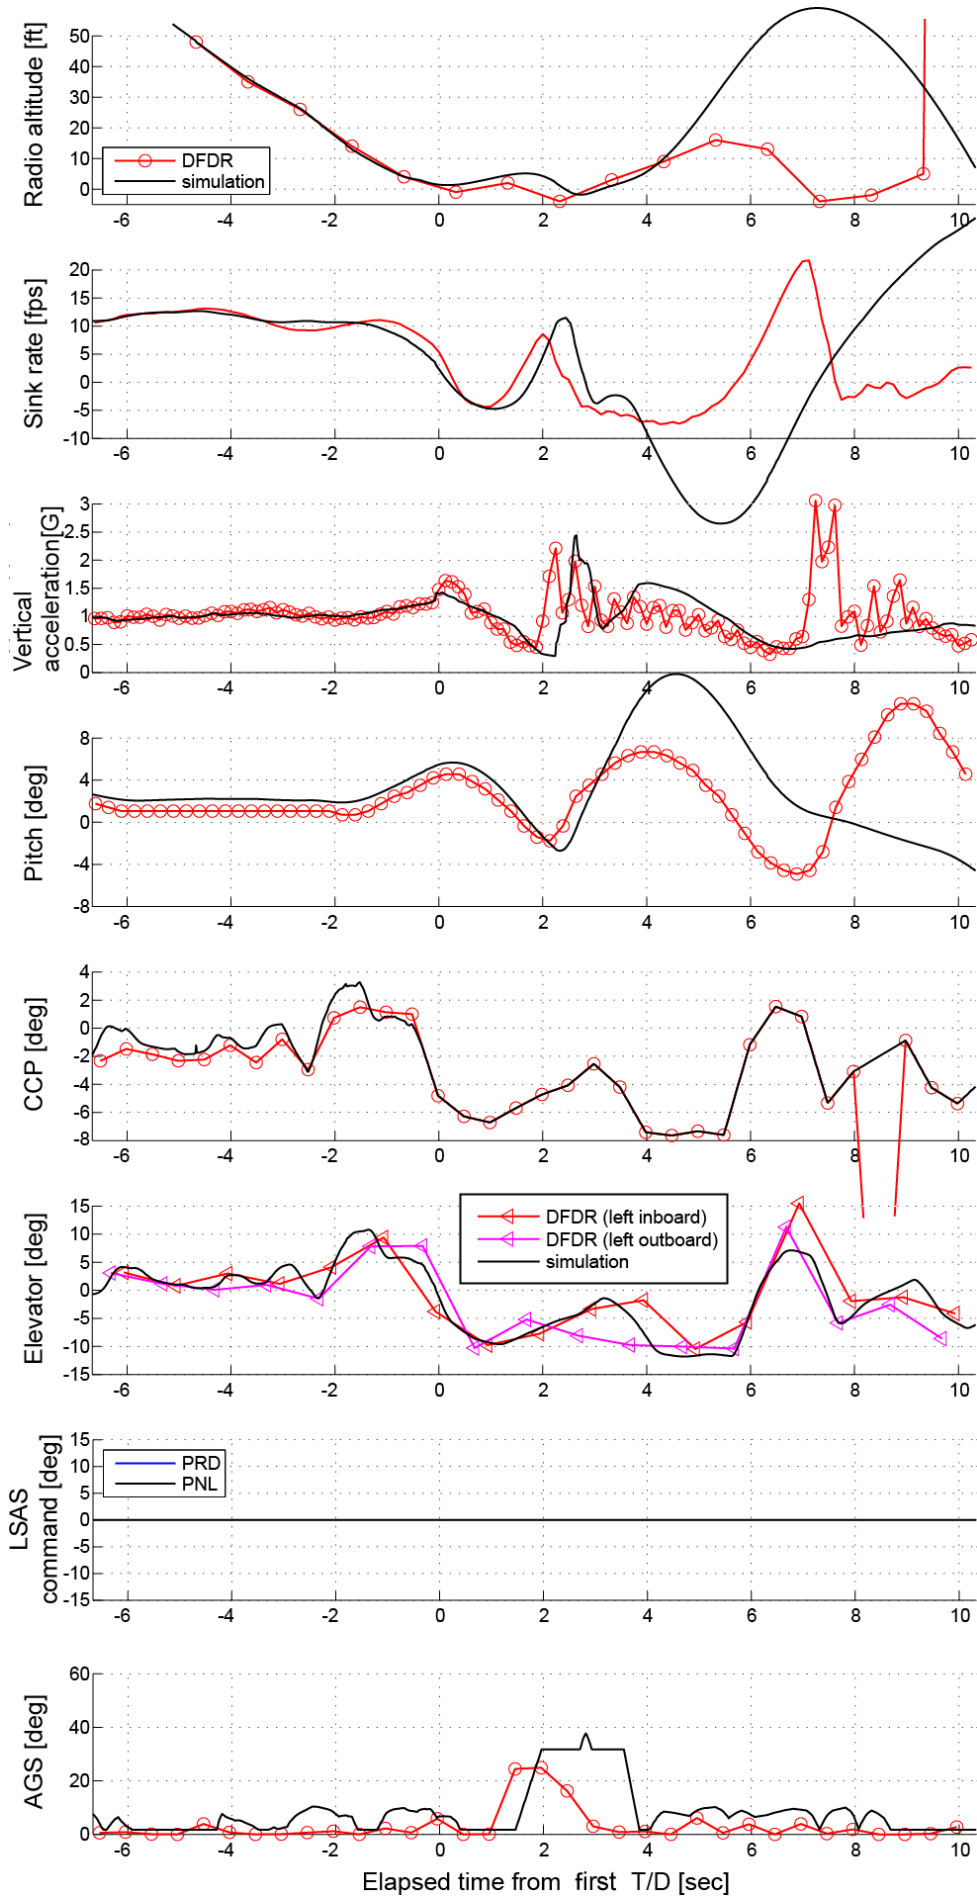 50
40
30
20
10
0
Radio altitude [ft]
DFDR
simulation
-6 -4 -2 0 2 4 6 8 10
20
15
10
5
0
-5
-10
Sink rate [fps]
-6 -4 -2 0 2 4 6 8 10
3
2.5
2
1.5
1
0.5
0
Vertical
acceleration[G]
-6 -4 -2 0 2 4 6 8 10
8
4
0
-4
-8
Pitch [deg]
-6 -4 -2 0 2 4 6 8 10
4
2
0
-2
-4
-6
-8
CCP [deg]
-6 -4 -2 0 2 4 6 8 10
15
10
5
0
-5
-10
-15
Elevator [deg]
DFDR (left inboard)
DFDR (left outboard)
simulation
-6 -4 -2 0 2 4 6 8 10
15
10
5
0
-5
-10
-15
LSAS
command [deg]
PRD
PNL
-6 -4 -2 0 2 4 6 8 10
60
40
20
0
AGS [deg]
-6 -4 -2 0 2 4 6 8 10
Elapsed time from first T/D [sec]